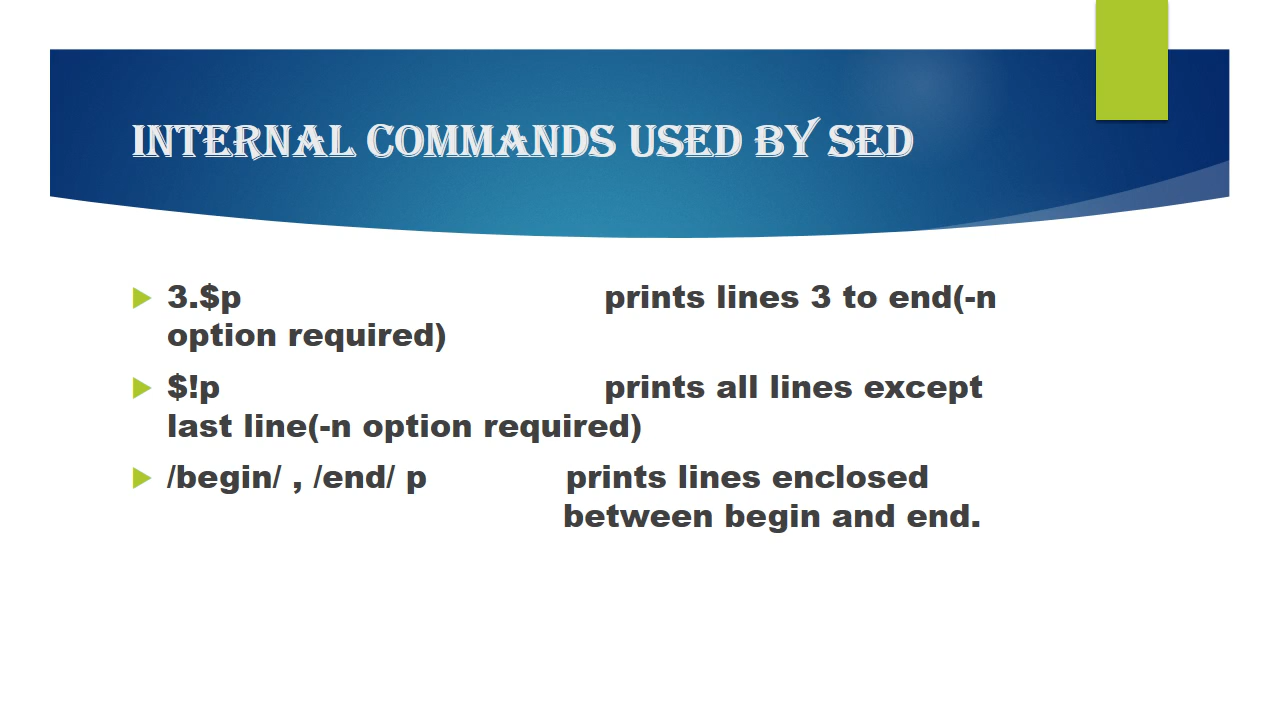 INTERNAL COMMANDS USED BY SED
3.$p prints lines 3 to end(-n
option required)
$!p prints all lines except
last line(-n option required)
/begin/ , /end/ p prints lines enclosed
between begin and end.